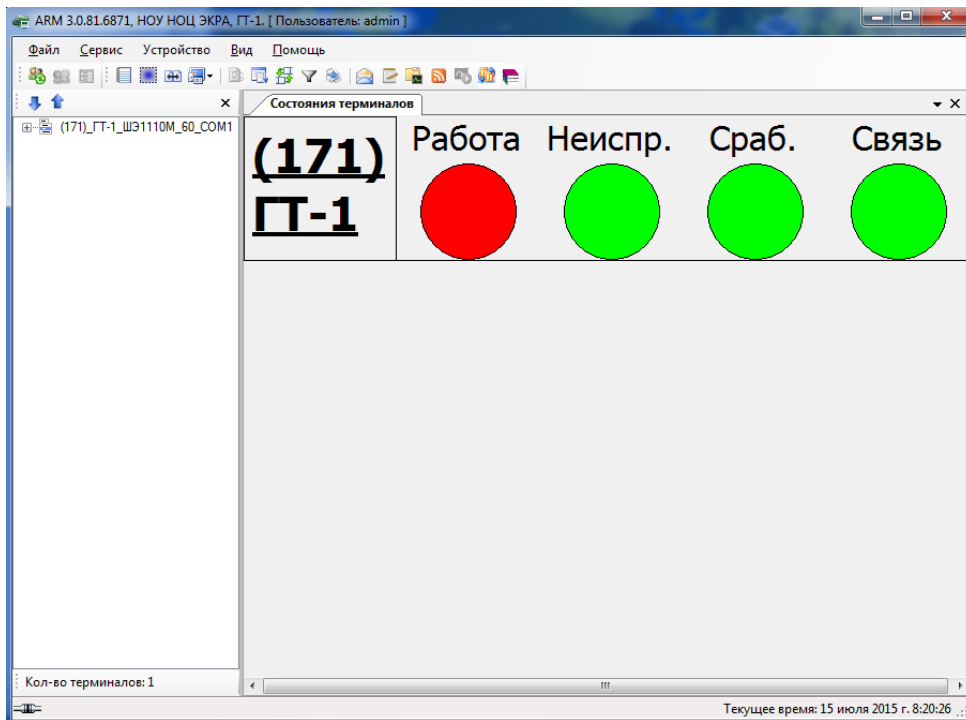 ARM 3.0.81.6871, НОУ НОЦ ЭКРА, ГТ-1. [ Пользователь: admin ]
Файл Сервис Устройство Вид Помощь
Состояния терминалов
(171)_ГТ-1_ШЭ1110М_60_COM1
(171)
ГТ-1
Работа Неиспр. Сраб. Связь
Кол-во терминалов: 1
Текущее время: 15 июля 2015 г. 8:20:26